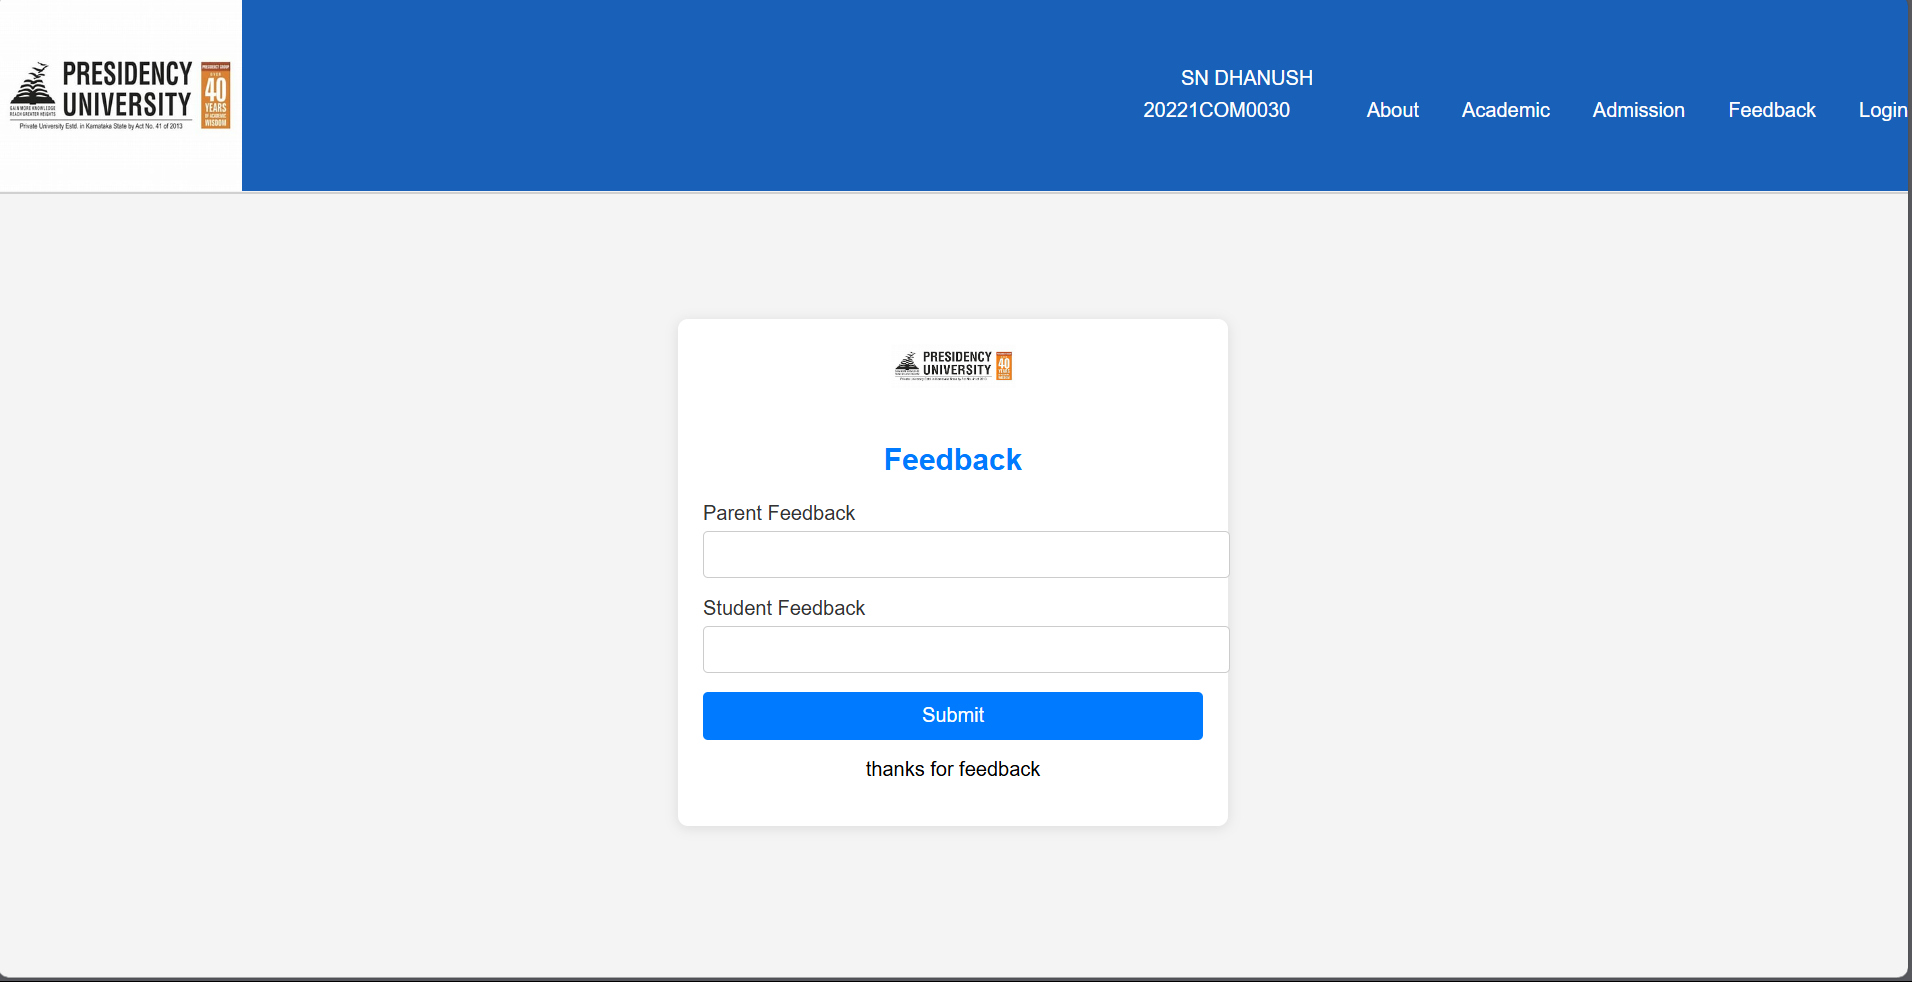 PRESIDENCY
UNIVERSITY
GAIN MORE KNOWLEDGE
REACH GREATER HEIGHTS
Private University Estd. in Karnataka State by Act No. 41 of 2013
PRESIDENCY GROUP
OVER
40
YEARS
OF ACADEMIC
WISDOM
SN DHANUSH
20221COM0030
About
Academic
Admission
Feedback
Login
PRESIDENCY
UNIVERSITY
40
YEARS
Feedback
Parent Feedback
Student Feedback
Submit
thanks for feedback